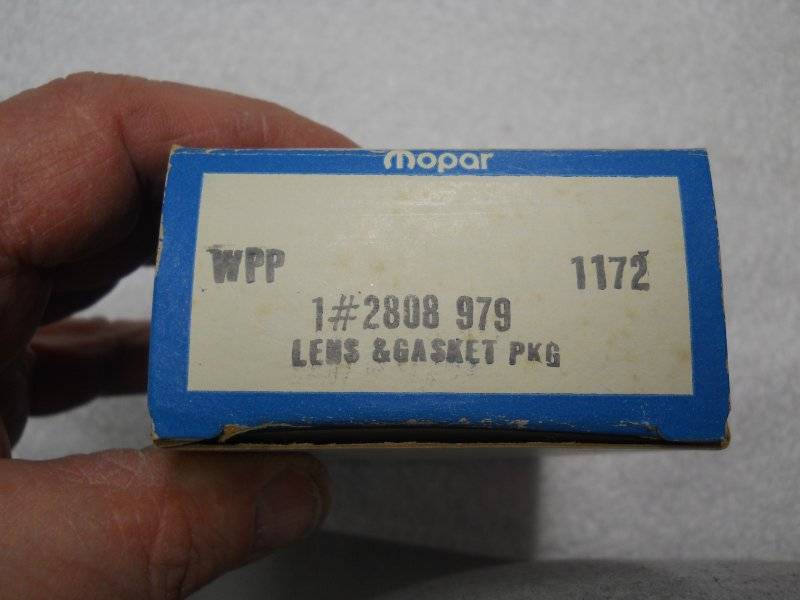 mopar
WPP 1172
1#2808 979
LENS &GASKET PKG